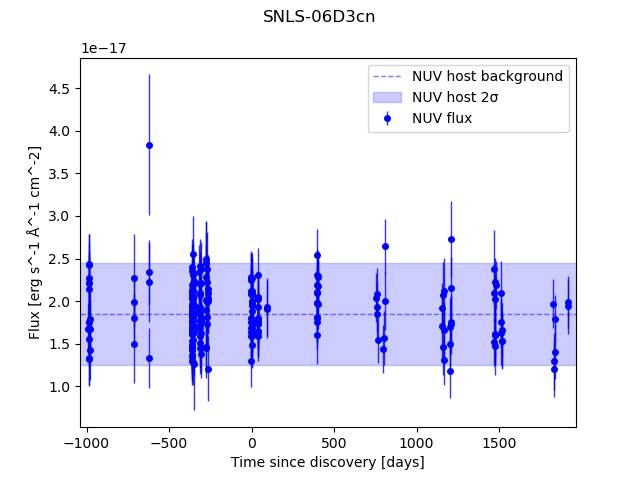 SNLS-06D3cn
1e−17
NUV host background
NUV host 2σ
NUV flux
4.5
4.0
3.5
3.0
2.5
2.0
1.5
1.0
Flux [erg s^-1 Å^-1 cm^-2]
−1000 −500 0 500 1000 1500
Time since discovery [days]